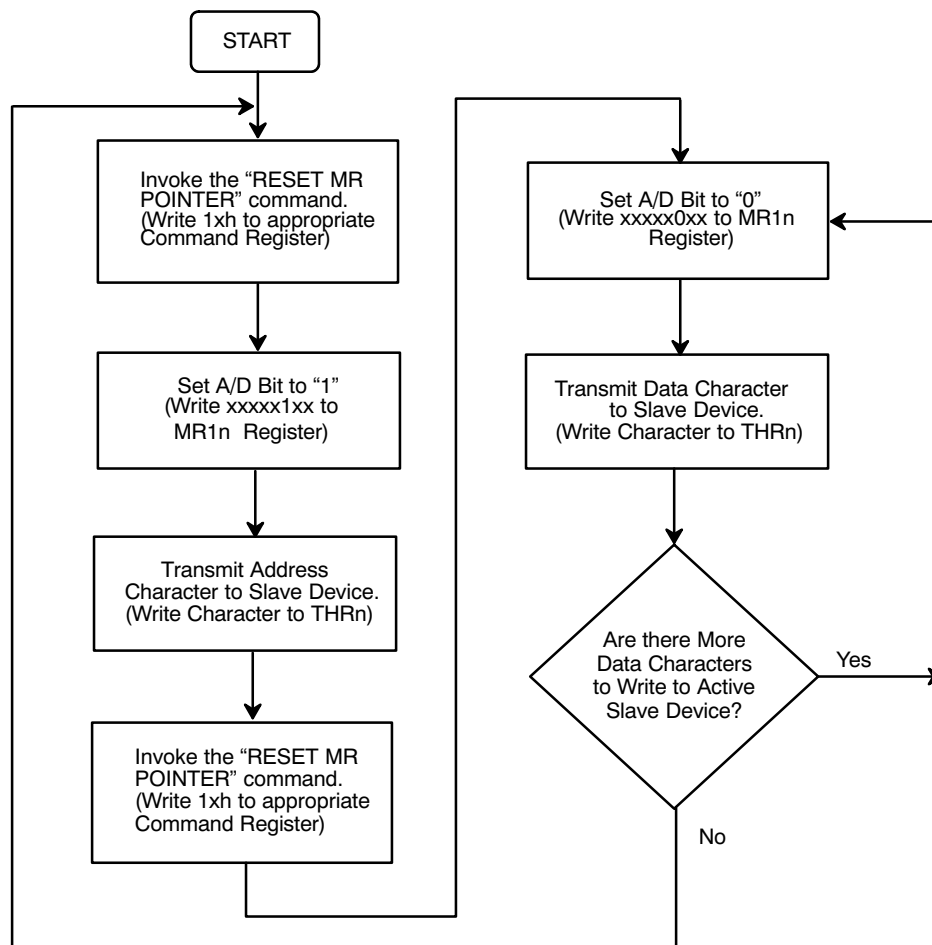 START
Invoke the “RESET MR
POINTER” command.
(Write 1xh to appropriate
Command Register)
Set A/D Bit to “1”
(Write xxxxx1xx to
MR1n Register)
Transmit Address
Character to Slave Device.
(Write Character to THRn)
Invoke the “RESET MR
POINTER” command.
(Write 1xh to appropriate
Command Register)
Set A/D Bit to “0”
(Write xxxxx0xx to MR1n
Register)
Transmit Data Character
to Slave Device.
(Write Character to THRn)
Are there More
Data Characters
to Write to Active
Slave Device?
Yes
No